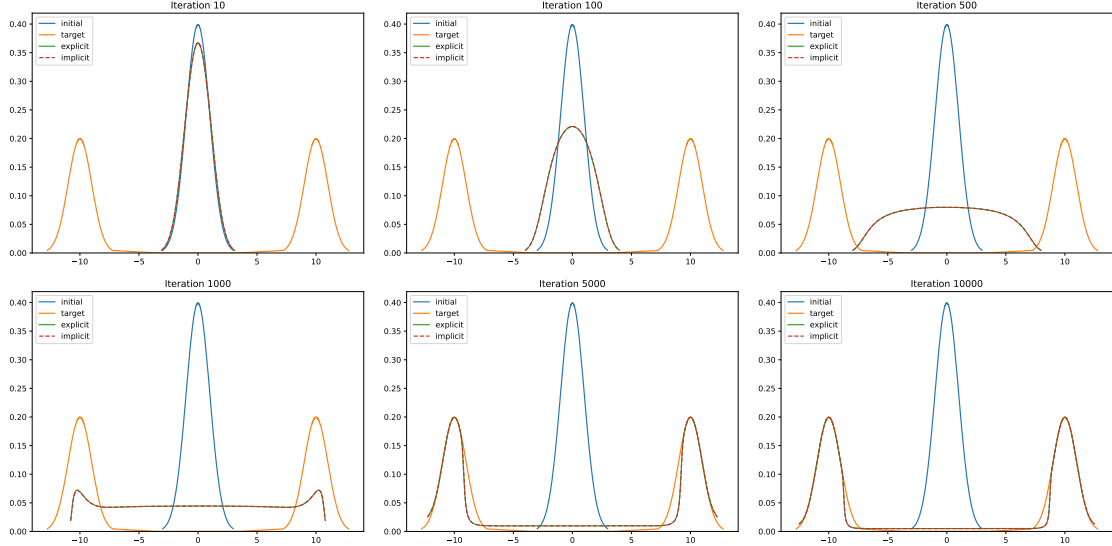 Iteration 10
0.40
0.35
0.30
0.25
0.20
0.15
0.10
0.05
0.00
−10
−5
0
5
10
initial
target
explicit
implicit
Iteration 100
0.40
0.35
0.30
0.25
0.20
0.15
0.10
0.05
0.00
−10
−5
0
5
10
initial
target
explicit
implicit
Iteration 500
0.40
0.35
0.30
0.25
0.20
0.15
0.10
0.05
0.00
−10
−5
0
5
10
initial
target
explicit
implicit
Iteration 1000
0.40
0.35
0.30
0.25
0.20
0.15
0.10
0.05
0.00
−10
−5
0
5
10
initial
target
explicit
implicit
Iteration 5000
0.40
0.35
0.30
0.25
0.20
0.15
0.10
0.05
0.00
−10
−5
0
5
10
initial
target
explicit
implicit
Iteration 10000
0.40
0.35
0.30
0.25
0.20
0.15
0.10
0.05
0.00
−10
−5
0
5
10
initial
target
explicit
implicit